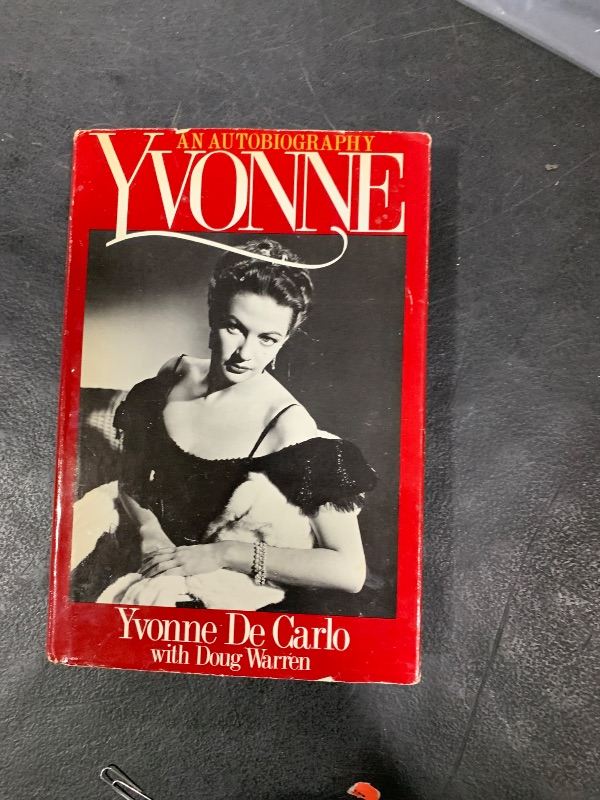 AN AUTOBIOGRAPHY
YVONNE
Yvonne De Carlo
with Doug Warren